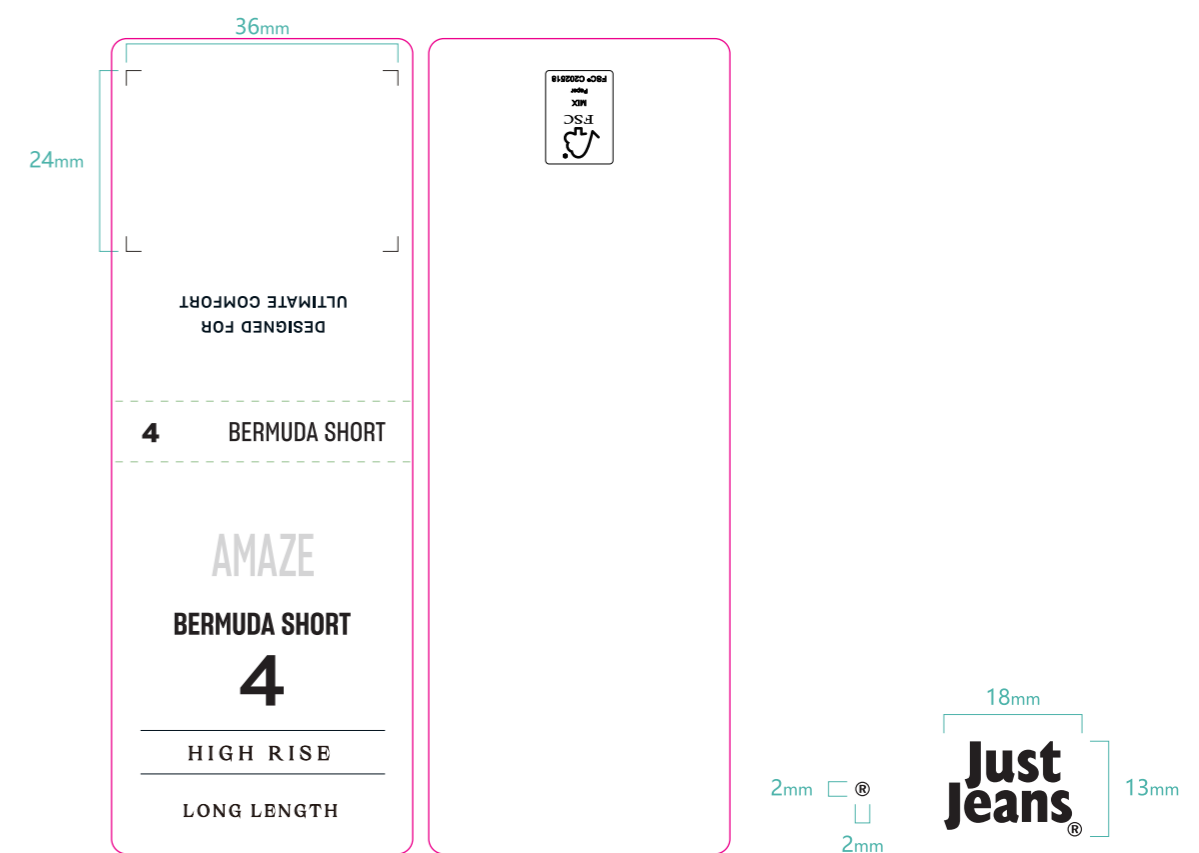 36mm
24mm
DESIGNED FOR
ULTIMATE COMFORT
4 BERMUDA SHORT
AMAZE
BERMUDA SHORT
4
HIGH RISE
LONG LENGTH
FSC
MIX
Paper
FSC® C202518
2mm
®
2mm
18mm
Just
Jeans®
13mm